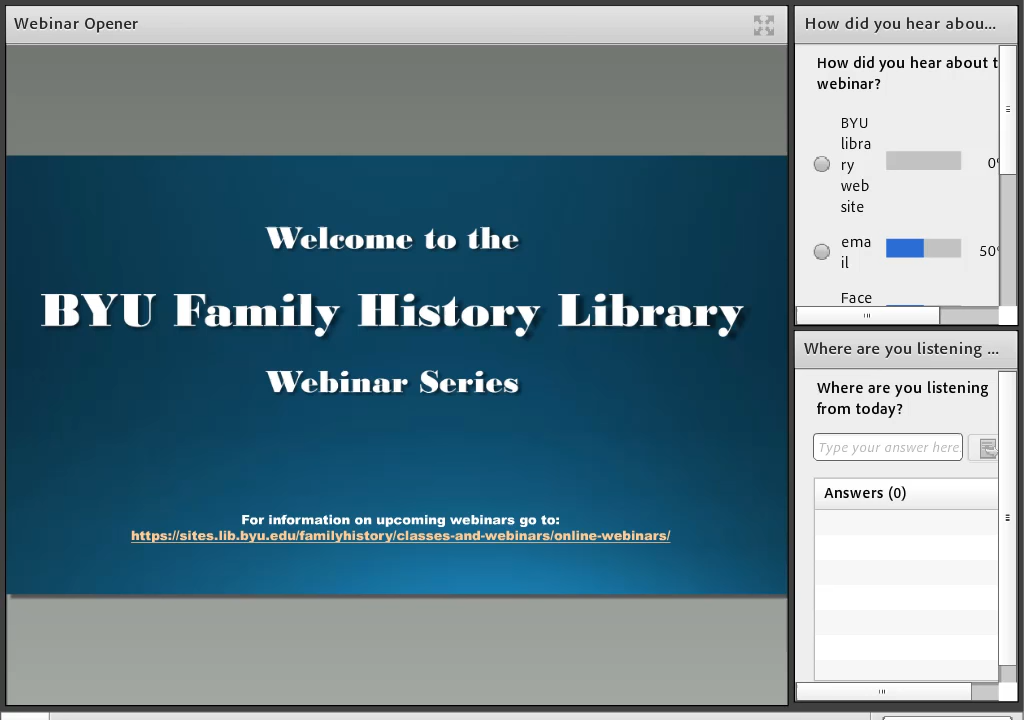 Webinar Opener
Welcome to the
BYU Family History Library
Webinar Series
For information on upcoming webinars go to:
https://sites.lib.byu.edu/familyhistory/classes-and-webinars/online-webinars/
How did you hear abou...
How did you hear about t
webinar?
BYU
libra
ry
web
site
0%
ema
il
50%
Face
Where are you listening ...
Where are you listening
from today?
Type your answer here.
Answers (0)